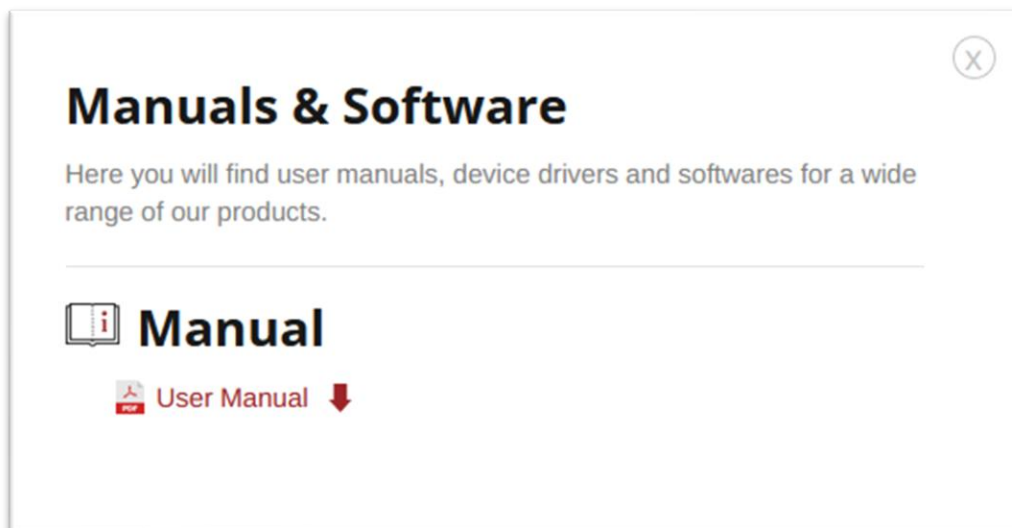 X
Manuals & Software
Here you will find user manuals, device drivers and softwares for a wide
range of our products.
i Manual
PDF User Manual